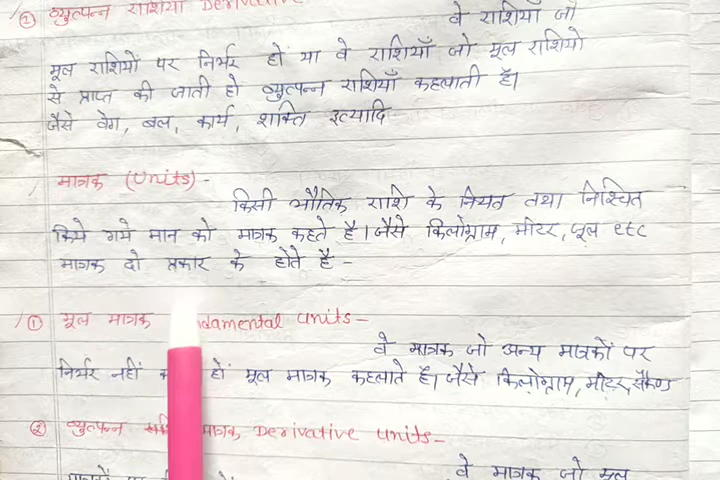 ② व्युत्पन्न राशियाँ Derivative
वे राशियाँ जो
मूल राशियों पर निर्भर हों या वे राशियाँ जो मूल राशियो
से प्राप्त की जाती हो व्युत्पन्न राशियाँ कहलाती हैं।
जैसे वेग, बल, कार्य, शक्ति इत्यादि
मात्रक (Units) -
किसी भौतिक राशि के नियत तथा निश्चित
किये गये मान को मात्रक कहते है। जैसे किलोग्राम, मीटर, etc
मात्रक दो प्रकार के होते है -
① मूल मात्रक damental units -
वे मात्रक जो अन्य मात्रकों पर
निर्भर नहीं हों मूल मात्रक कहलाते हैं। जैसे किलोग्राम, मीटर, सैकण्ड
② व्युत्पन्न मात्रक Derivative units -
वे मात्रक जो मूल